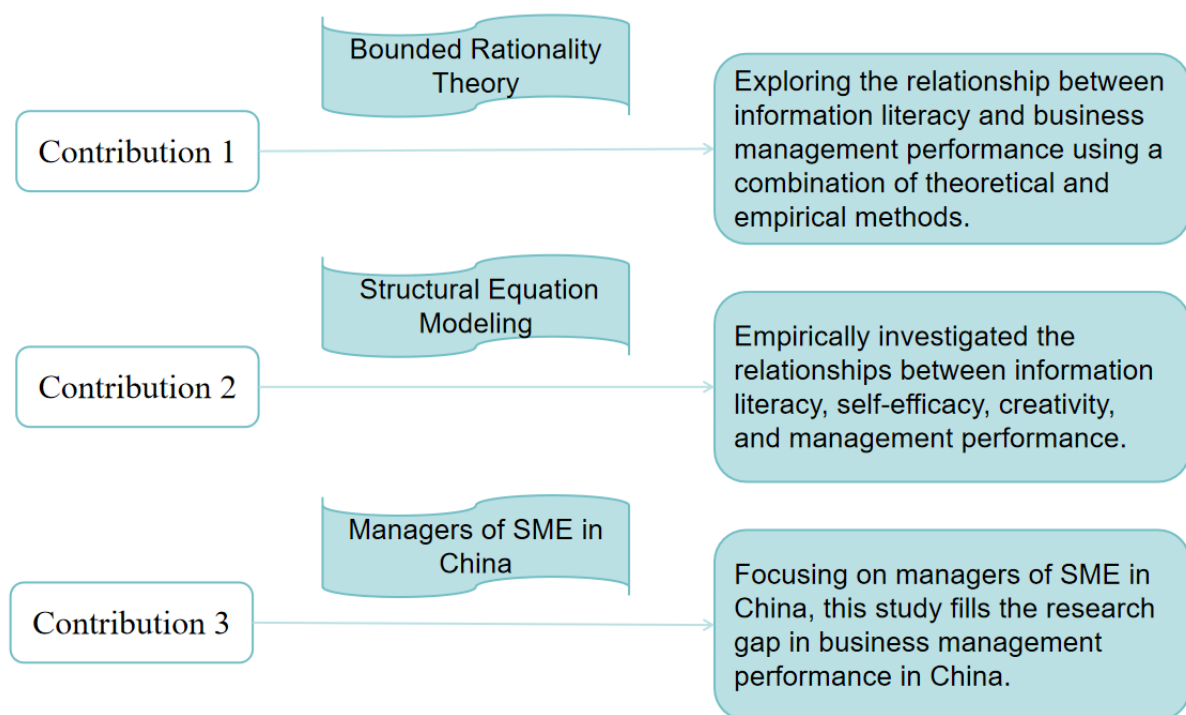 Bounded Rationality
Theory
Contribution 1
Exploring the relationship between
information literacy and business
management performance using a
combination of theoretical and
empirical methods.
Structural Equation
Modeling
Contribution 2
Empirically investigated the
relationships between information
literacy, self-efficacy, creativity,
and management performance.
Managers of SME in
China
Contribution 3
Focusing on managers of SME in
China, this study fills the research
gap in business management
performance in China.